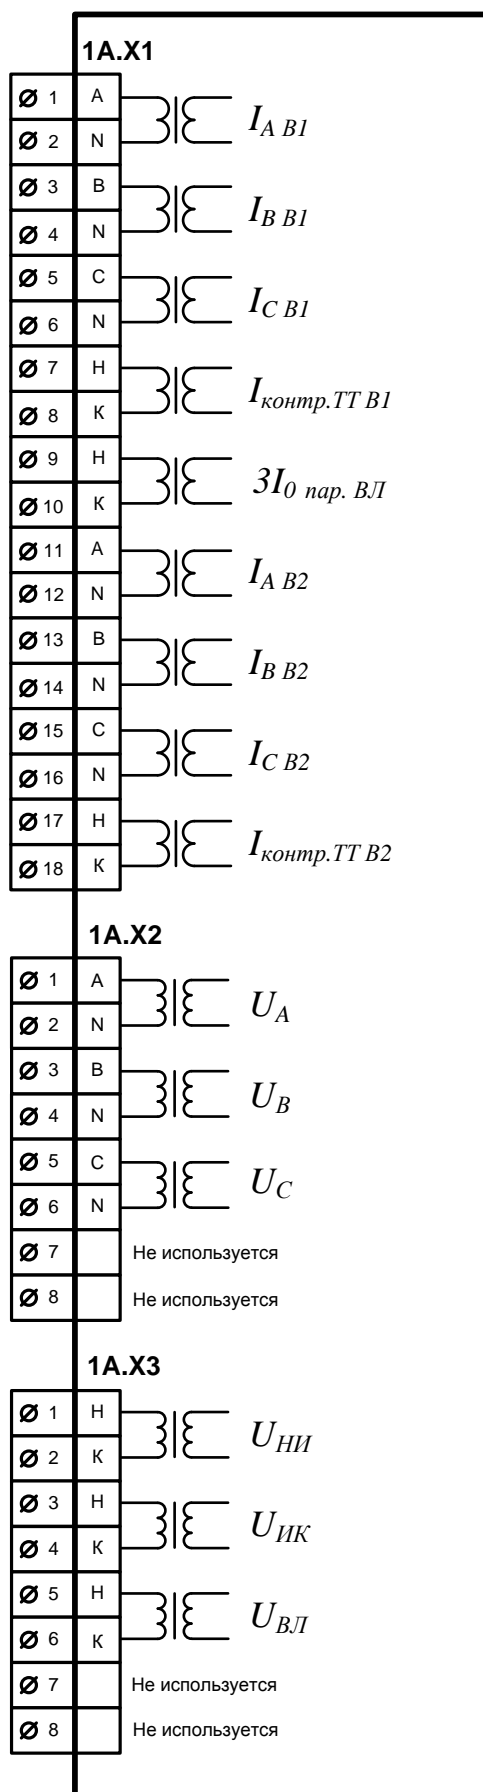 1A.X1
1 A
I_A B1
2 N
3 B
I_B B1
4 N
5 C
I_C B1
6 N
7 Н
I_контр.ТТ В1
8 К
9 Н
3I_0 пар. ВЛ
10 К
11 A
I_A B2
12 N
13 B
I_B B2
14 N
15 C
I_C B2
16 N
17 Н
I_контр.ТТ В2
18 К
1A.X2
1 A
U_A
2 N
3 B
U_B
4 N
5 C
U_C
6 N
7 Не используется
8 Не используется
1A.X3
1 Н
U_НИ
2 К
3 Н
U_ИК
4 К
5 Н
U_ВЛ
6 К
7 Не используется
8 Не используется